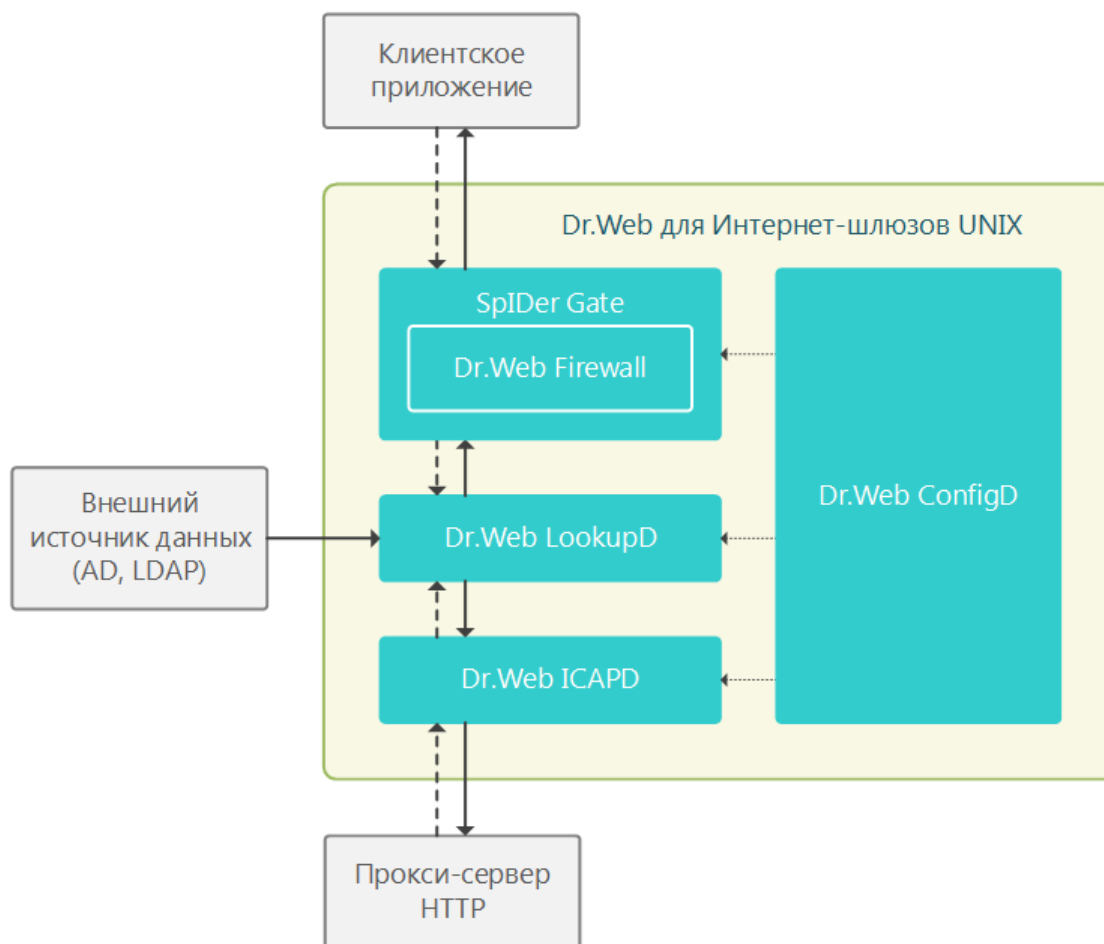 Клиентское
приложение
Dr.Web для Интернет-шлюзов UNIX
SpIDer Gate
Dr.Web Firewall
Внешний
источник данных
(AD, LDAP)
Dr.Web LookupD
Dr.Web ConfigD
Dr.Web ICAPD
Прокси-сервер
HTTP